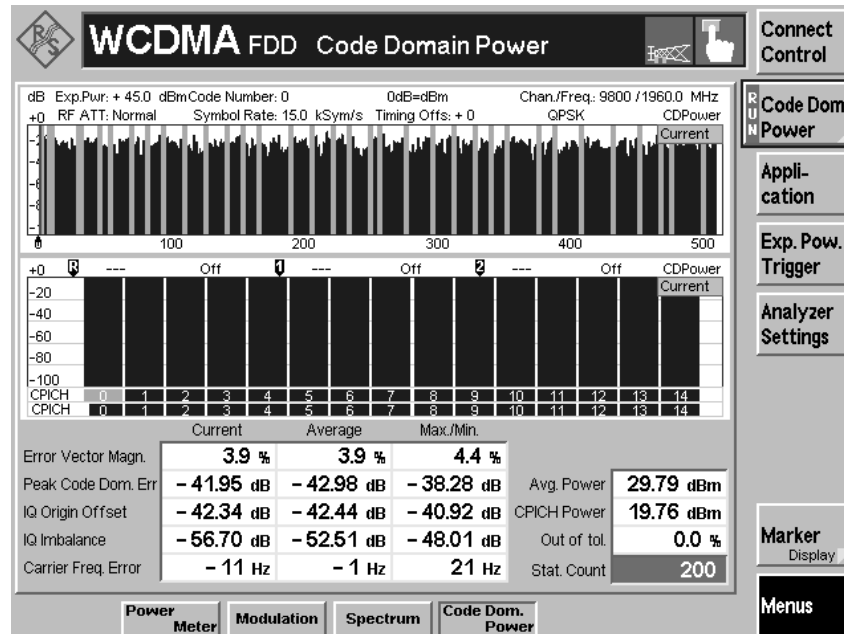 R S
WCDMA FDD Code Domain Power
Connect Control
dB Exp.Pwr: + 45.0 dBm Code Number: 0 0dB=dBm Chan./Freq.: 9800 / 1960.0 MHz
+0 RF ATT: Normal Symbol Rate: 15.0 kSym/s Timing Offs: + 0 QPSK CDPower
Current
0 100 200 300 400 500
+0 R --- Off 1 --- Off 2 --- Off CDPower
Current
-20
-40
-60
-80
-100
CPICH 0 1 2 3 4 5 6 7 8 9 10 11 12 13 14
CPICH 0 1 2 3 4 5 6 7 8 9 10 11 12 13 14
Current Average Max./Min.
Error Vector Magn. 3.9 % 3.9 % 4.4 %
Peak Code Dom. Err - 41.95 dB - 42.98 dB - 38.28 dB Avg. Power 29.79 dBm
IQ Origin Offset - 42.34 dB - 42.44 dB - 40.92 dB CPICH Power 19.76 dBm
IQ Imbalance - 56.70 dB - 52.51 dB - 48.01 dB Out of tol. 0.0 %
Carrier Freq. Error - 11 Hz - 1 Hz 21 Hz Stat. Count 200
Power Meter
Modulation
Spectrum
Code Dom. Power
RUN
Code Dom Power
Appli- cation
Exp. Pow. Trigger
Analyzer Settings
Marker
Display
Menus